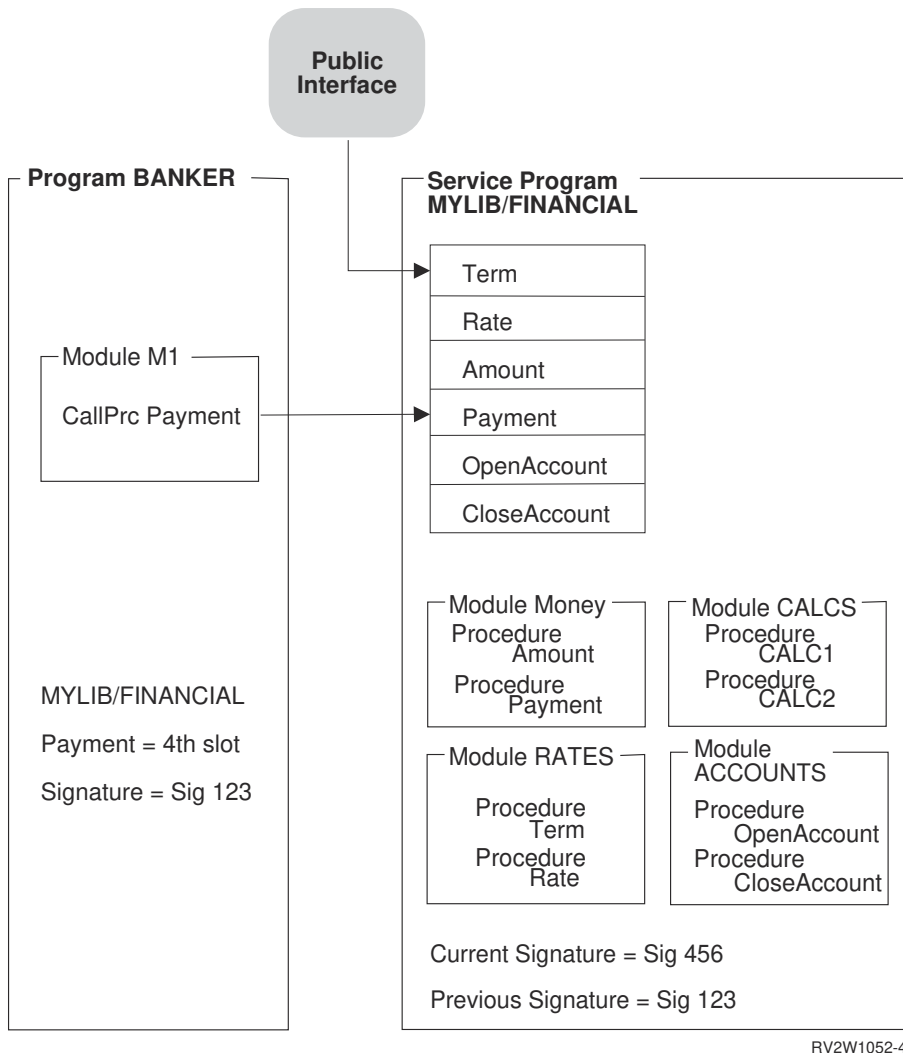 Public
Interface
Program BANKER
Module M1
CallPrc Payment
MYLIB/FINANCIAL
Payment = 4th slot
Signature = Sig 123
Service Program
MYLIB/FINANCIAL
Term
Rate
Amount
Payment
OpenAccount
CloseAccount
Module Money
Procedure
Amount
Procedure
Payment
Module CALCS
Procedure
CALC1
Procedure
CALC2
Module RATES
Procedure
Term
Procedure
Rate
Module
ACCOUNTS
Procedure
OpenAccount
Procedure
CloseAccount
Current Signature = Sig 456
Previous Signature = Sig 123
RV2W1052-4